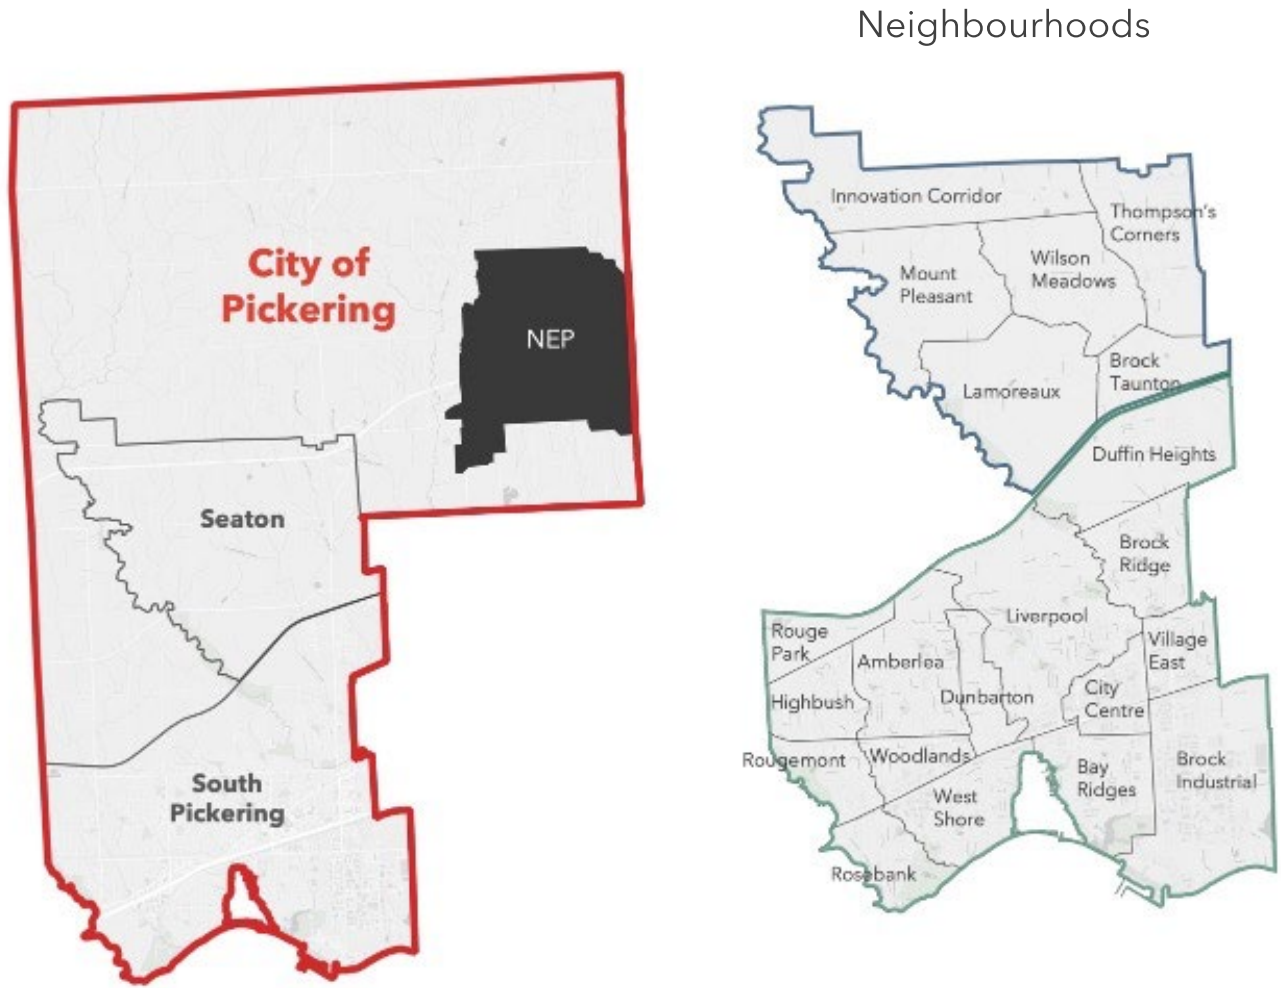 Neighbourhoods
City of
Pickering
NEP
Seaton
South
Pickering
Innovation Corridor
Thompson's
Corners
Mount
Pleasant
Wilson
Meadows
Lamoreaux
Brock
Taunton
Duffin Heights
Brock
Ridge
Liverpool
Rouge
Park
Amberlea
Village
East
Highbush
Dunbarton
City
Centre
Rougemont
Woodlands
West
Shore
Bay
Ridges
Brock
Industrial
Rosebank